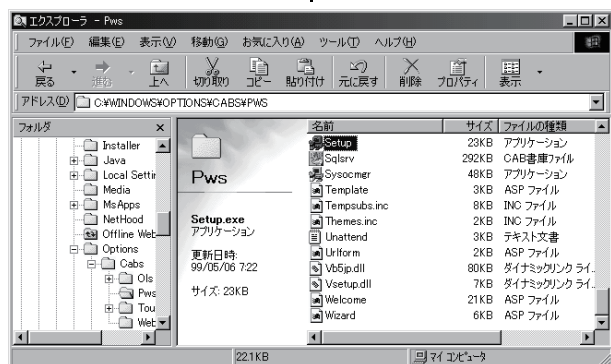 エクスプローラ - Pws
ファイル(F) 編集(E) 表示(V) 移動(G) お気に入り(A) ツール(T) ヘルプ(H)
戻る 進む 上へ 切り取り コピー 貼り付け 元に戻す 削除 プロパティ 表示
アドレス(D) C:¥WINDOWS¥OPTIONS¥CABS¥PWS
フォルダ
Installer
Java
Local Settir
Media
MsApps
NetHood
Offline Web
Options
Cabs
Ols
Pws
Tou
Web
Pws
Setup.exe
アプリケーション
更新日時:
99/05/06 7:22
サイズ: 23KB
名前 サイズ ファイルの種類
Setup 23KB アプリケーション
Sqlsrv 292KB CAB書庫ファイル
Sysocmgr 48KB アプリケーション
Template 3KB ASP ファイル
Tempsubs.inc 8KB INC ファイル
Themes.inc 2KB INC ファイル
Unattend 3KB テキスト文書
Urlform 2KB ASP ファイル
Vb5jp.dll 80KB ダイナミックリンク ライ...
Vsetup.dll 7KB ダイナミックリンク ライ...
Welcome 21KB ASP ファイル
Wizard 6KB ASP ファイル
22.1KB マイ コンピュータ